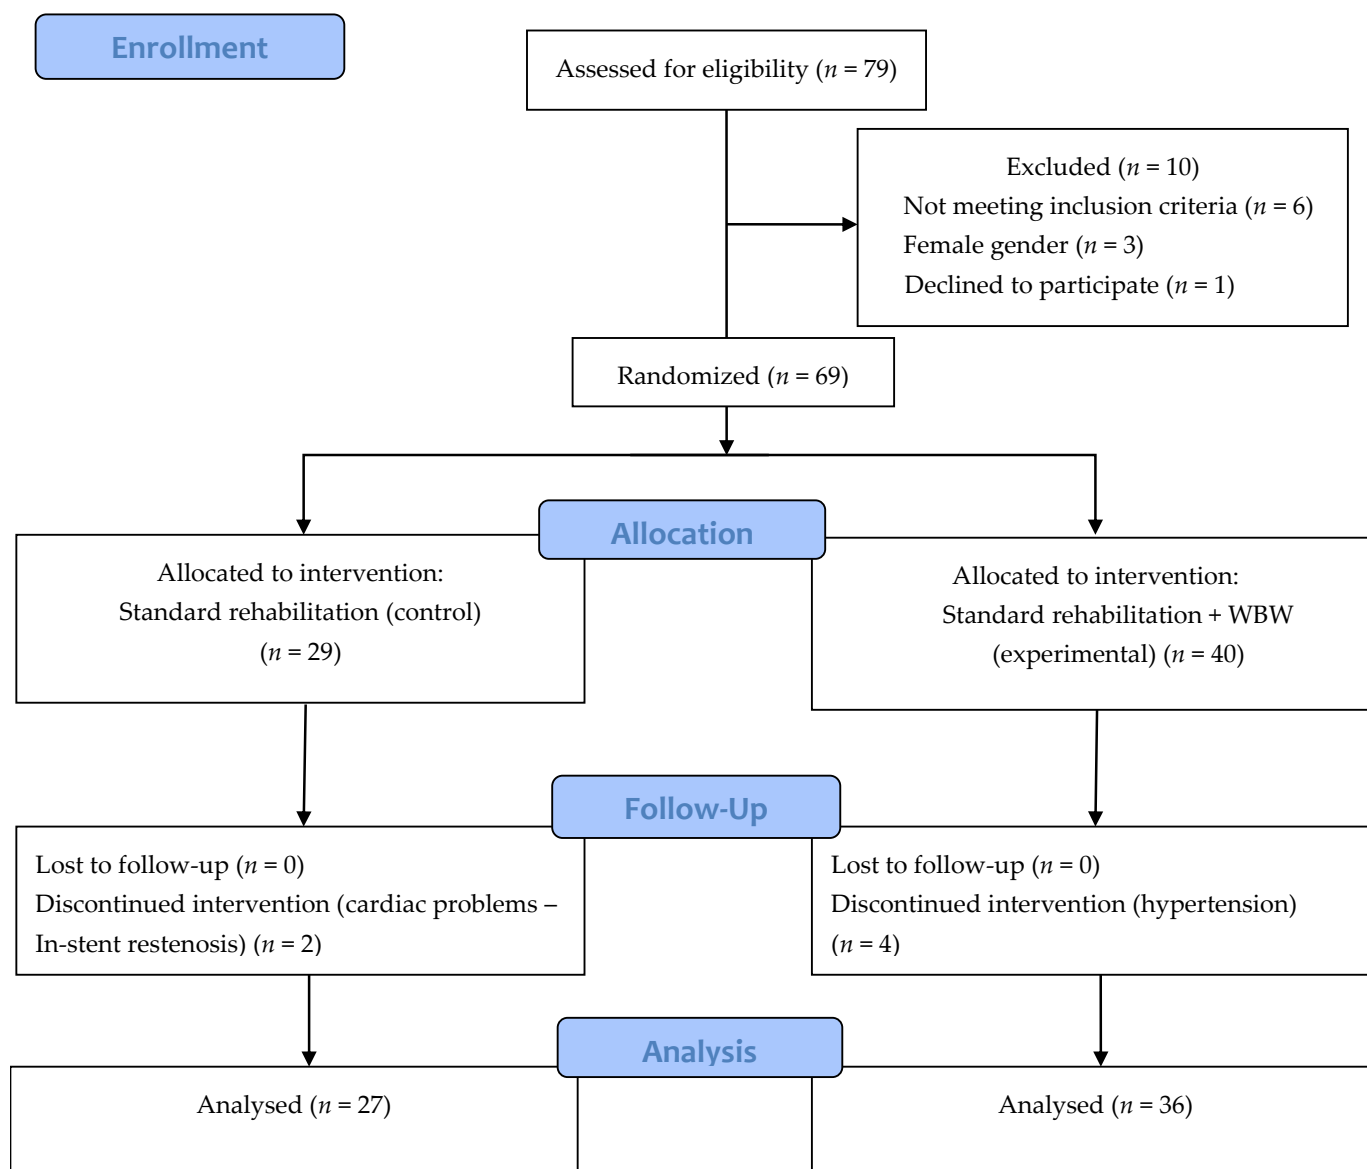 Enrollment
Assessed for eligibility (n = 79)
Excluded (n = 10)
Not meeting inclusion criteria (n = 6)
Female gender (n = 3)
Declined to participate (n = 1)
Randomized (n = 69)
Allocation
Allocated to intervention:
Standard rehabilitation (control)
(n = 29)
Allocated to intervention:
Standard rehabilitation + WBW
(experimental) (n = 40)
Follow-Up
Lost to follow-up (n = 0)
Discontinued intervention (cardiac problems –
In-stent restenosis) (n = 2)
Lost to follow-up (n = 0)
Discontinued intervention (hypertension)
(n = 4)
Analysis
Analysed (n = 27)
Analysed (n = 36)